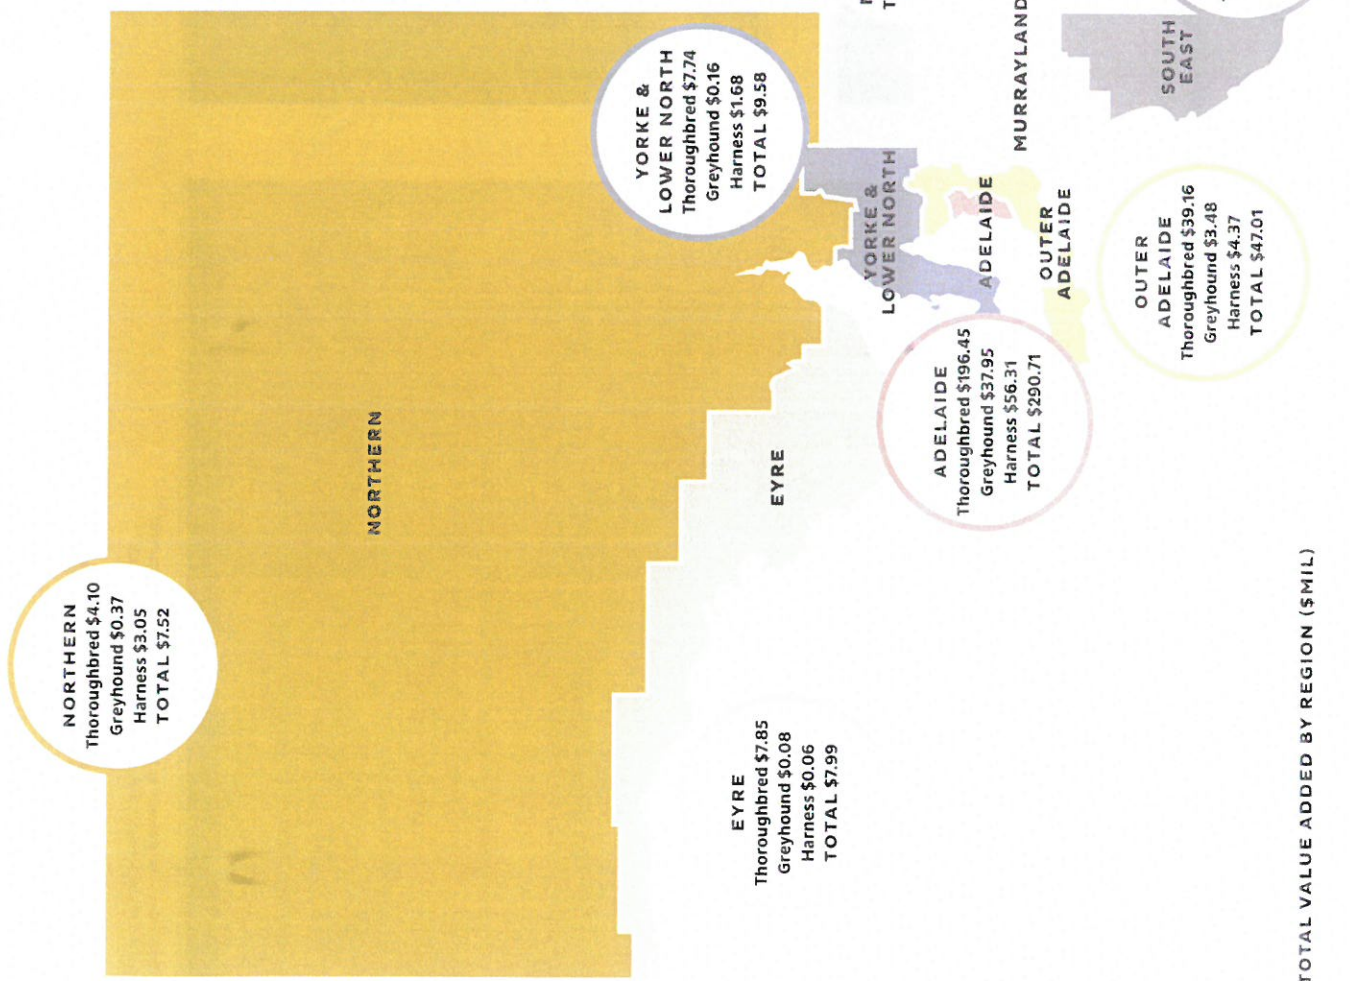 NORTHERN
Thoroughbred $4.10
Greyhound $0.37
Harness $3.05
TOTAL $7.52
NORTHERN
EYRE
Thoroughbred $7.85
Greyhound $0.08
Harness $0.06
TOTAL $7.99
EYRE
YORKE &
LOWER NORTH
Thoroughbred $7.74
Greyhound $0.16
Harness $1.68
TOTAL $9.58
YORKE &
LOWER NORTH
ADELAIDE
Thoroughbred $196.45
Greyhound $37.95
Harness $56.31
TOTAL $290.71
ADELAIDE
OUTER
ADELAIDE
OUTER
ADELAIDE
Thoroughbred $39.16
Greyhound $3.48
Harness $4.37
TOTAL $47.01
MURRAYLAND
SOUTH
EAST
TOTAL VALUE ADDED BY REGION ($MIL)